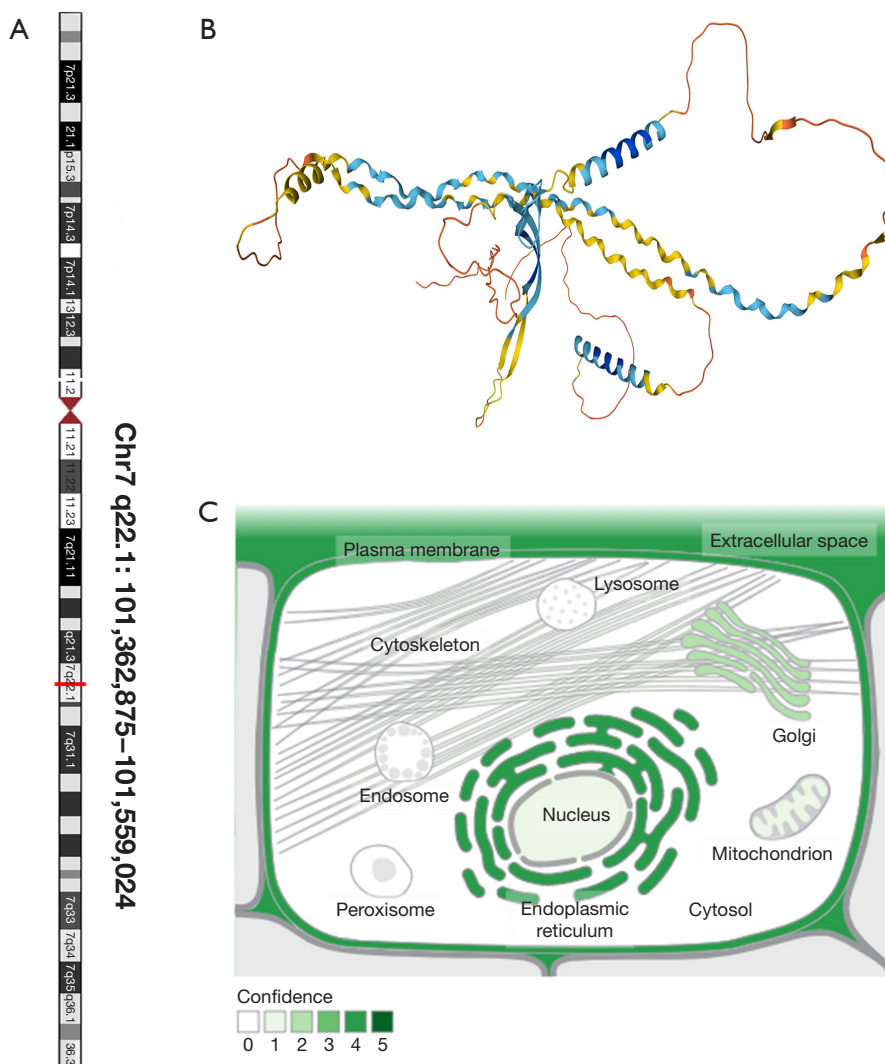 A
B
7p21.3
21.1
p15.3
7p14.3
7p14.1
1312.3
11.2
11.21
11.22
11.23
7q21.11
q21.3
7q22.1
7q31.1
7q33
7q34
7q35
q36.1
36.3
Chr7 q22.1: 101,362,875–101,559,024
C
Plasma membrane
Extracellular space
Lysosome
Cytoskeleton
Golgi
Endosome
Nucleus
Mitochondrion
Peroxisome
Endoplasmic
reticulum
Cytosol
Confidence
0 1 2 3 4 5